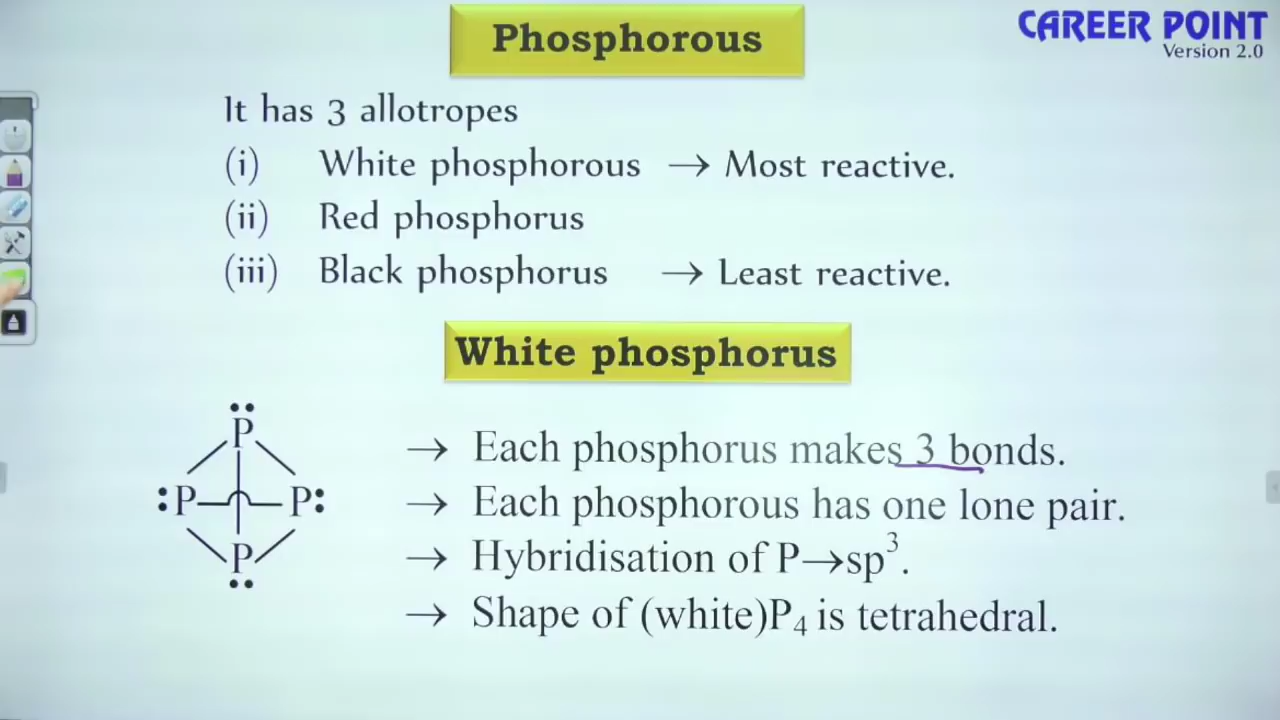 Phosphorous
CAREER POINT
Version 2.0
It has 3 allotropes
(i) White phosphorous → Most reactive.
(ii) Red phosphorus
(iii) Black phosphorus → Least reactive.
White phosphorus
P
:P P:
P
→ Each phosphorus makes 3 bonds.
→ Each phosphorous has one lone pair.
→ Hybridisation of P→sp³.
→ Shape of (white)P₄ is tetrahedral.